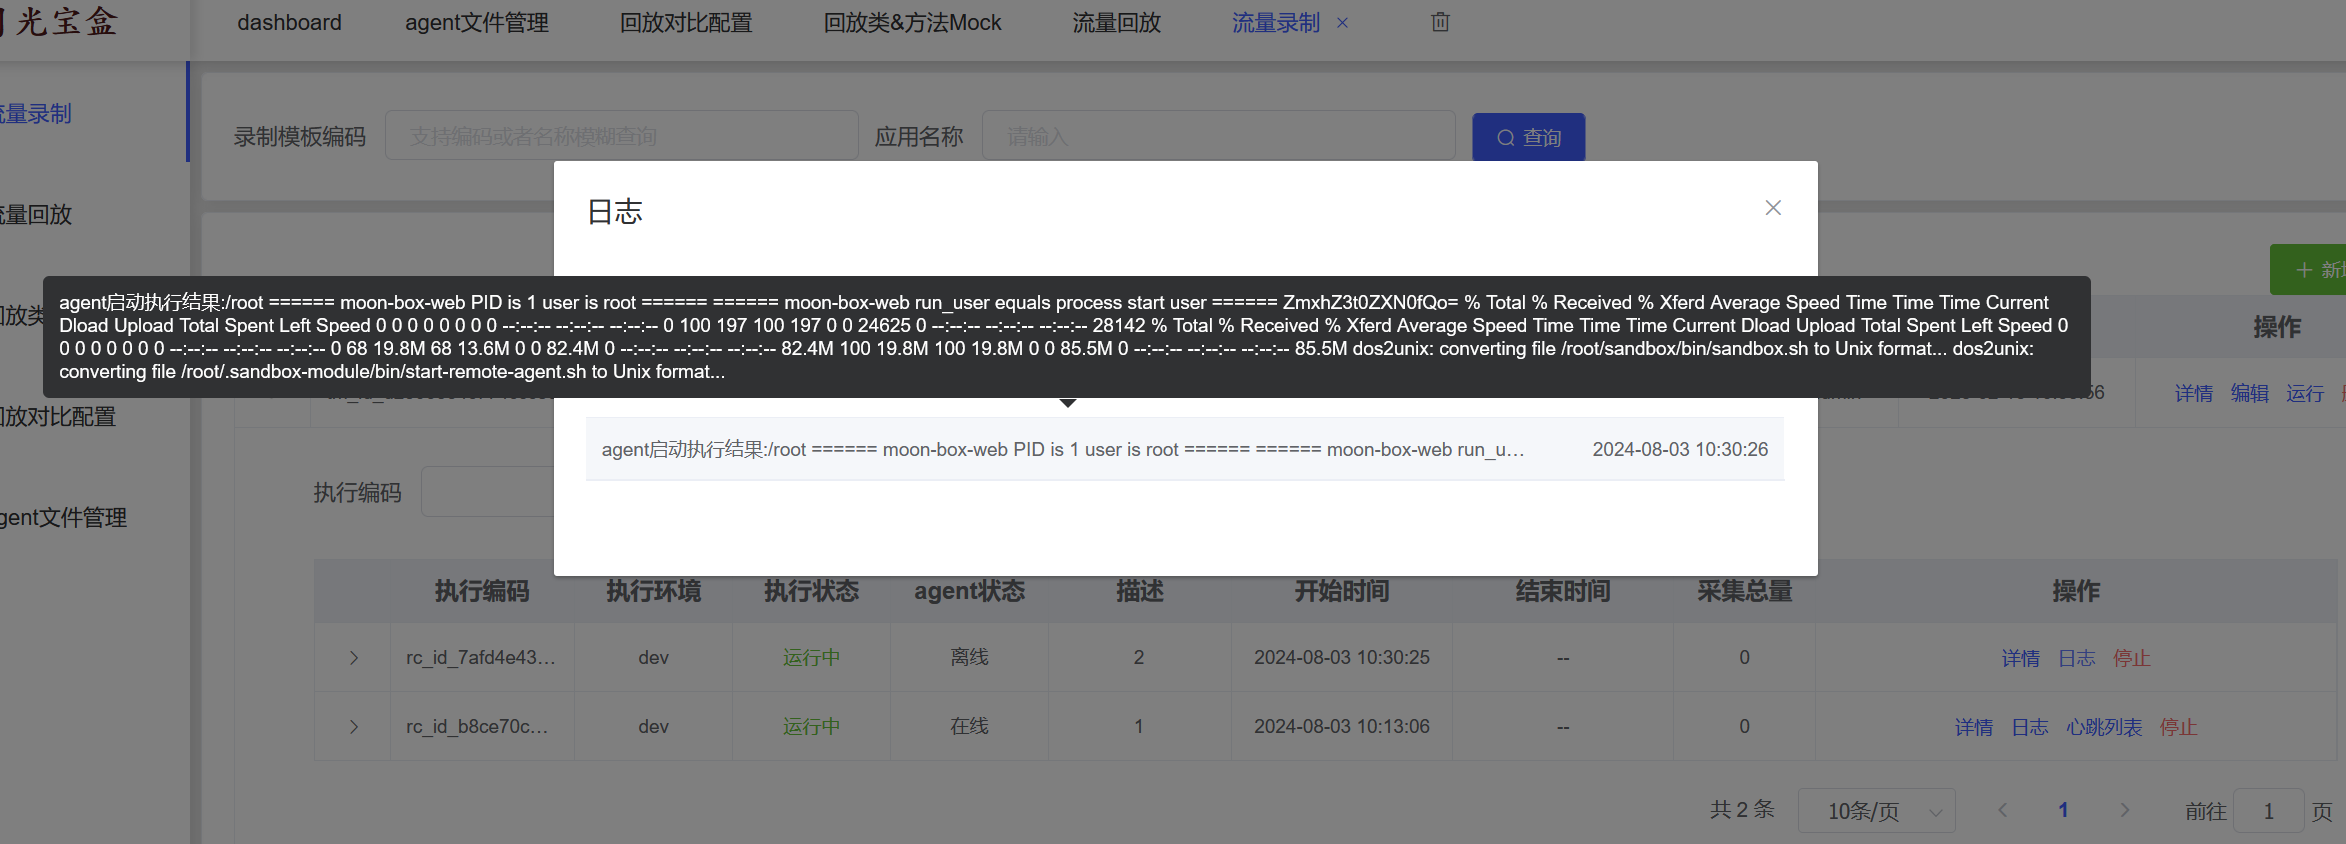 光宝盒
dashboard agent文件管理 回放对比配置 回放类&方法Mock 流量回放 流量录制
流量录制
录制模板编码 支持编码或者名称模糊查询 应用名称 请输入 查询
流量回放
日志
新增
agent启动执行结果:/root ====== moon-box-web PID is 1 user is root ====== ====== moon-box-web run_user equals process start user ====== ZmxhZ3t0ZXN0fQo= % Total % Received % Xferd Average Speed Time Time Time Current
Dload Upload Total Spent Left Speed 0 0 0 0 0 0 0 0 --:--:-- --:--:-- --:--:-- 0 100 197 100 197 0 0 24625 0 --:--:-- --:--:-- --:--:-- 28142 % Total % Received % Xferd Average Speed Time Time Time Current Dload Upload Total Spent Left Speed 0
0 0 0 0 0 0 0 --:--:-- --:--:-- --:--:-- 0 68 19.8M 68 13.6M 0 0 82.4M 0 --:--:-- --:--:-- --:--:-- 82.4M 100 19.8M 100 19.8M 0 0 85.5M 0 --:--:-- --:--:-- --:--:-- 85.5M dos2unix: converting file /root/sandbox/bin/sandbox.sh to Unix format... dos2unix:
converting file /root/.sandbox-module/bin/start-remote-agent.sh to Unix format...
回放类
操作
详情 编辑 运行
回放对比配置
agent启动执行结果:/root ====== moon-box-web PID is 1 user is root ====== ====== moon-box-web run_u… 2024-08-03 10:30:26
执行编码
agent文件管理
执行编码 执行环境 执行状态 agent状态 描述 开始时间 结束时间 采集总量 操作
rc_id_7afd4e43… dev 运行中 离线 2 2024-08-03 10:30:25 -- 0 详情 日志 停止
rc_id_b8ce70c… dev 运行中 在线 1 2024-08-03 10:13:06 -- 0 详情 日志 心跳列表 停止
共 2 条 10条/页 1 前往 1 页